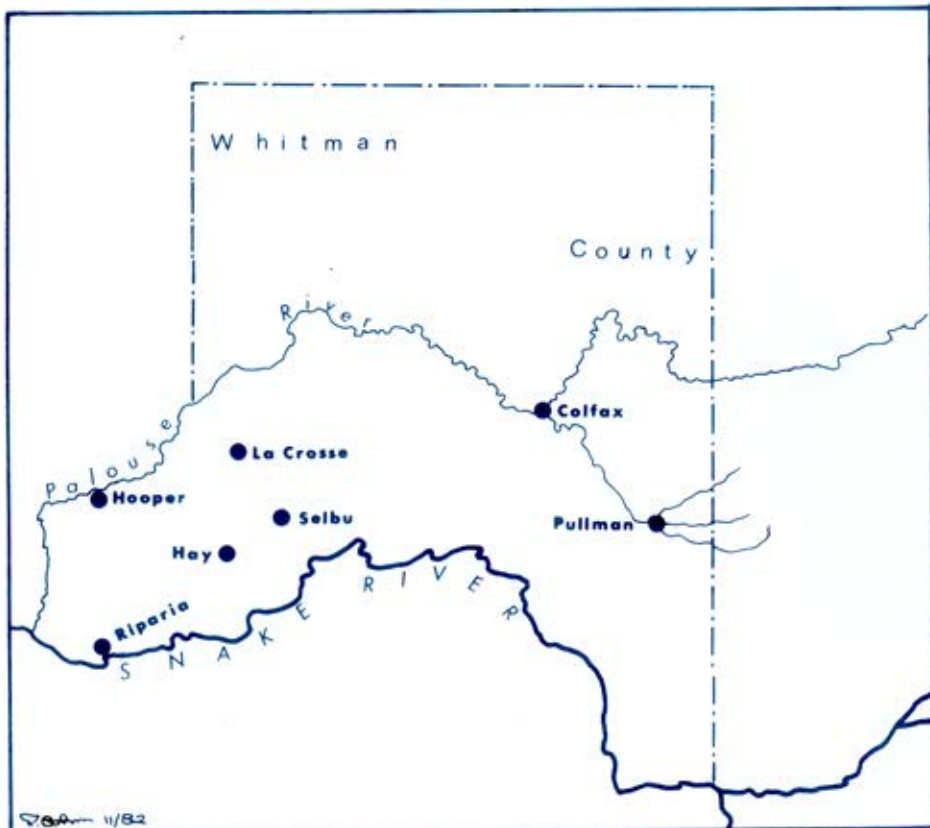 Whitman
County
Palouse River
Colfax
La Crosse
Hooper
Selbu
Pullman
Hay
Riparia
SNAKE RIVER
11/82